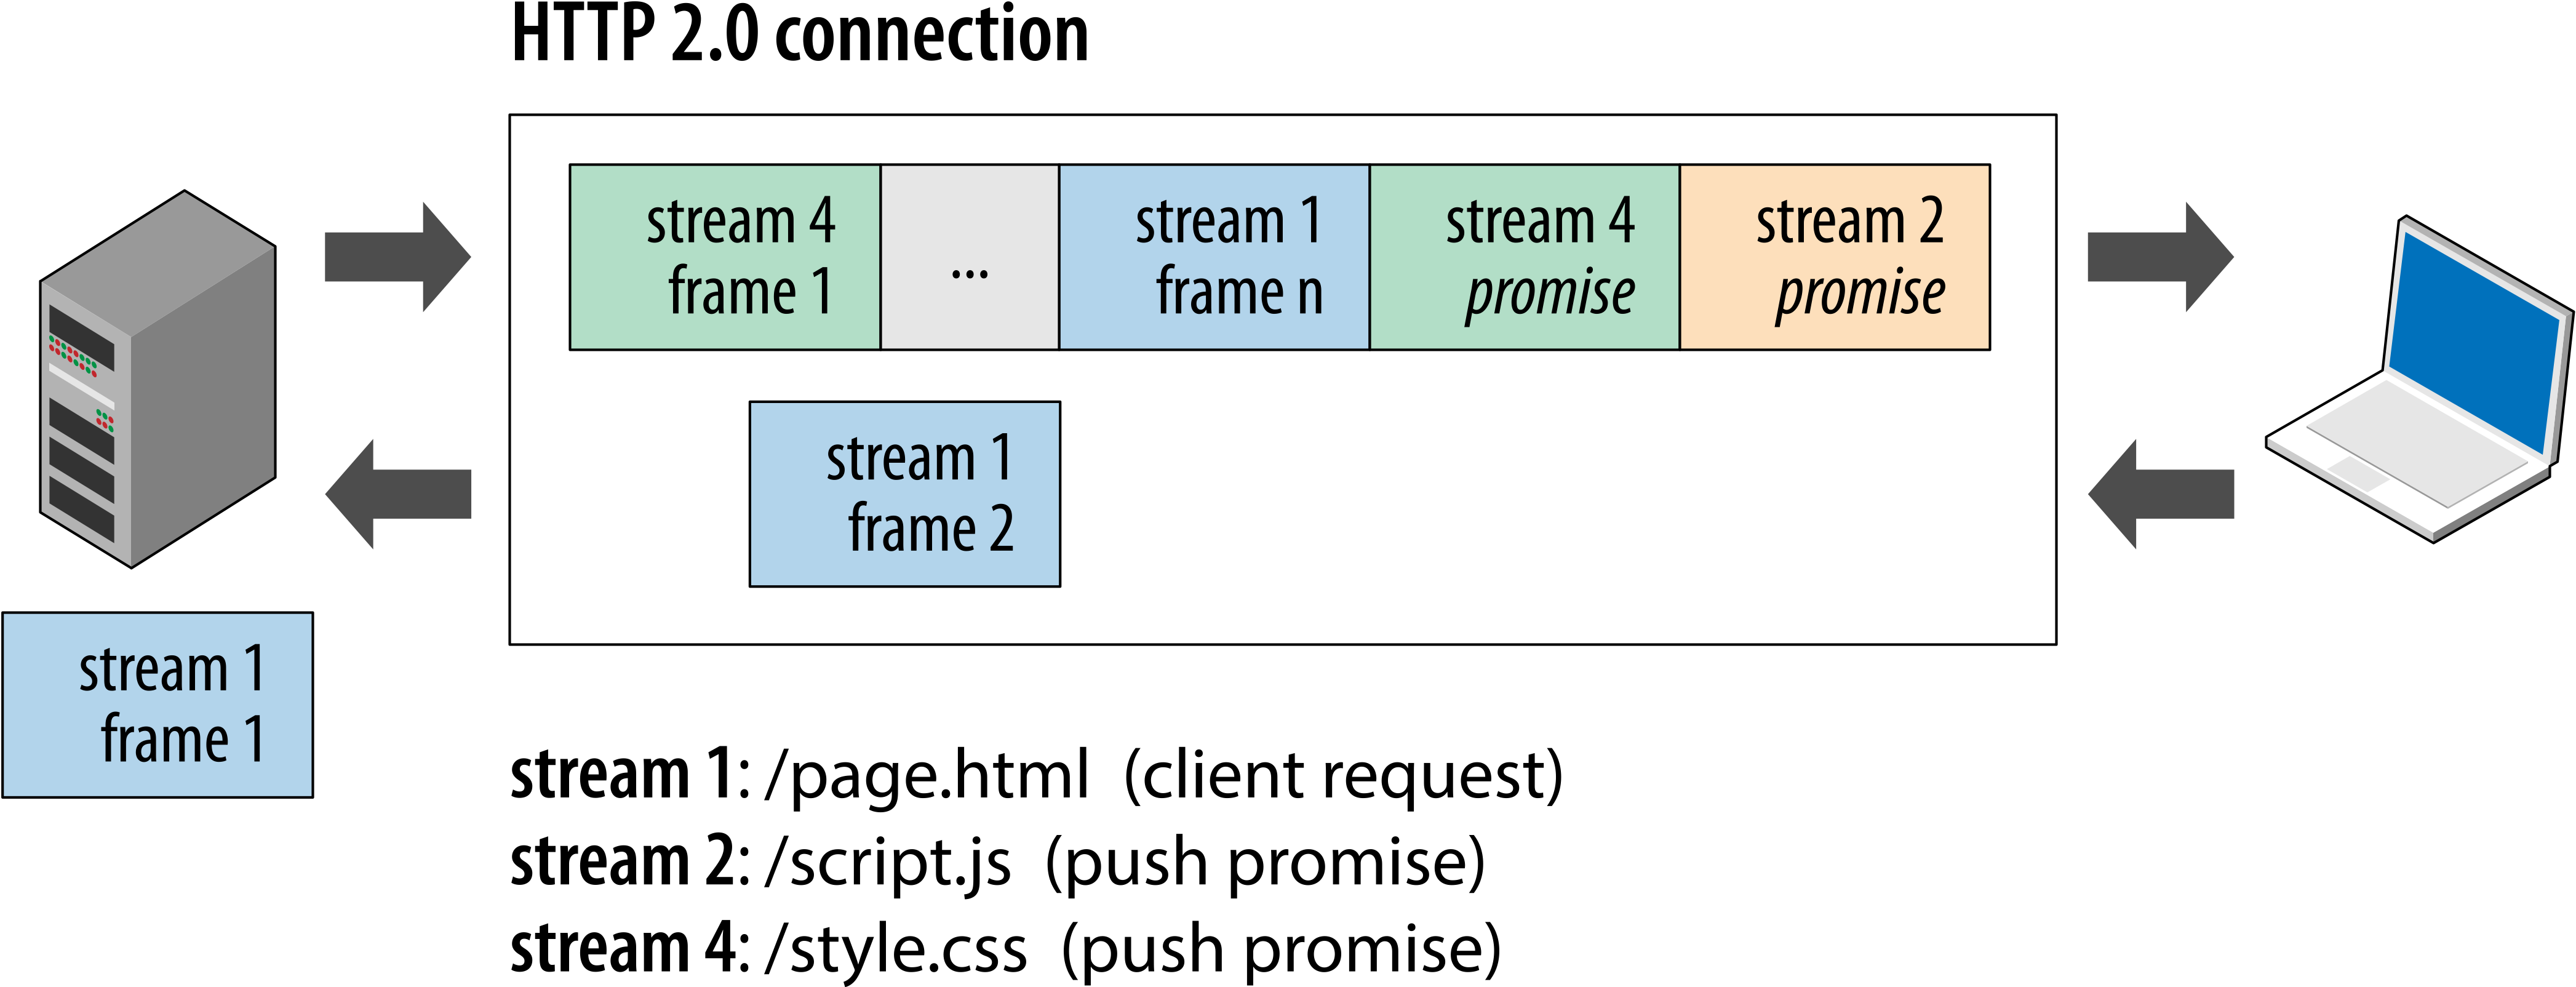 HTTP 2.0 connection
stream 4
frame 1
...
stream 1
frame n
stream 4
promise
stream 2
promise
stream 1
frame 2
stream 1
frame 1
stream 1: /page.html (client request)
stream 2: /script.js (push promise)
stream 4: /style.css (push promise)